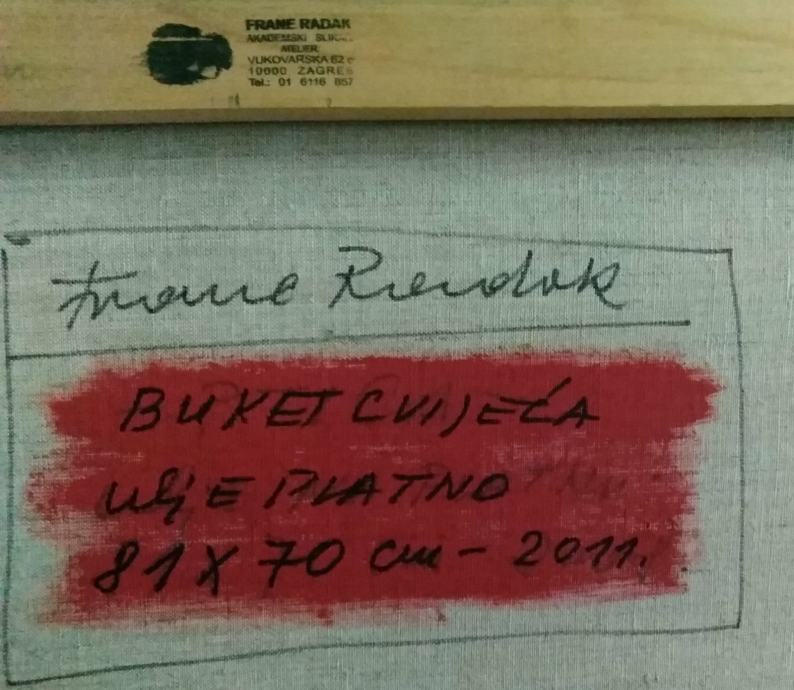 FRANE RADAK
AKADEMSKI
ATELIER
VUKOVARSKA 62 c
10000 ZAGREB
Tel.: 01 6116 857
Frane Radak
BUKET CVIJEĆA
ULJE PLATNO
81 X 70 cm - 2011.